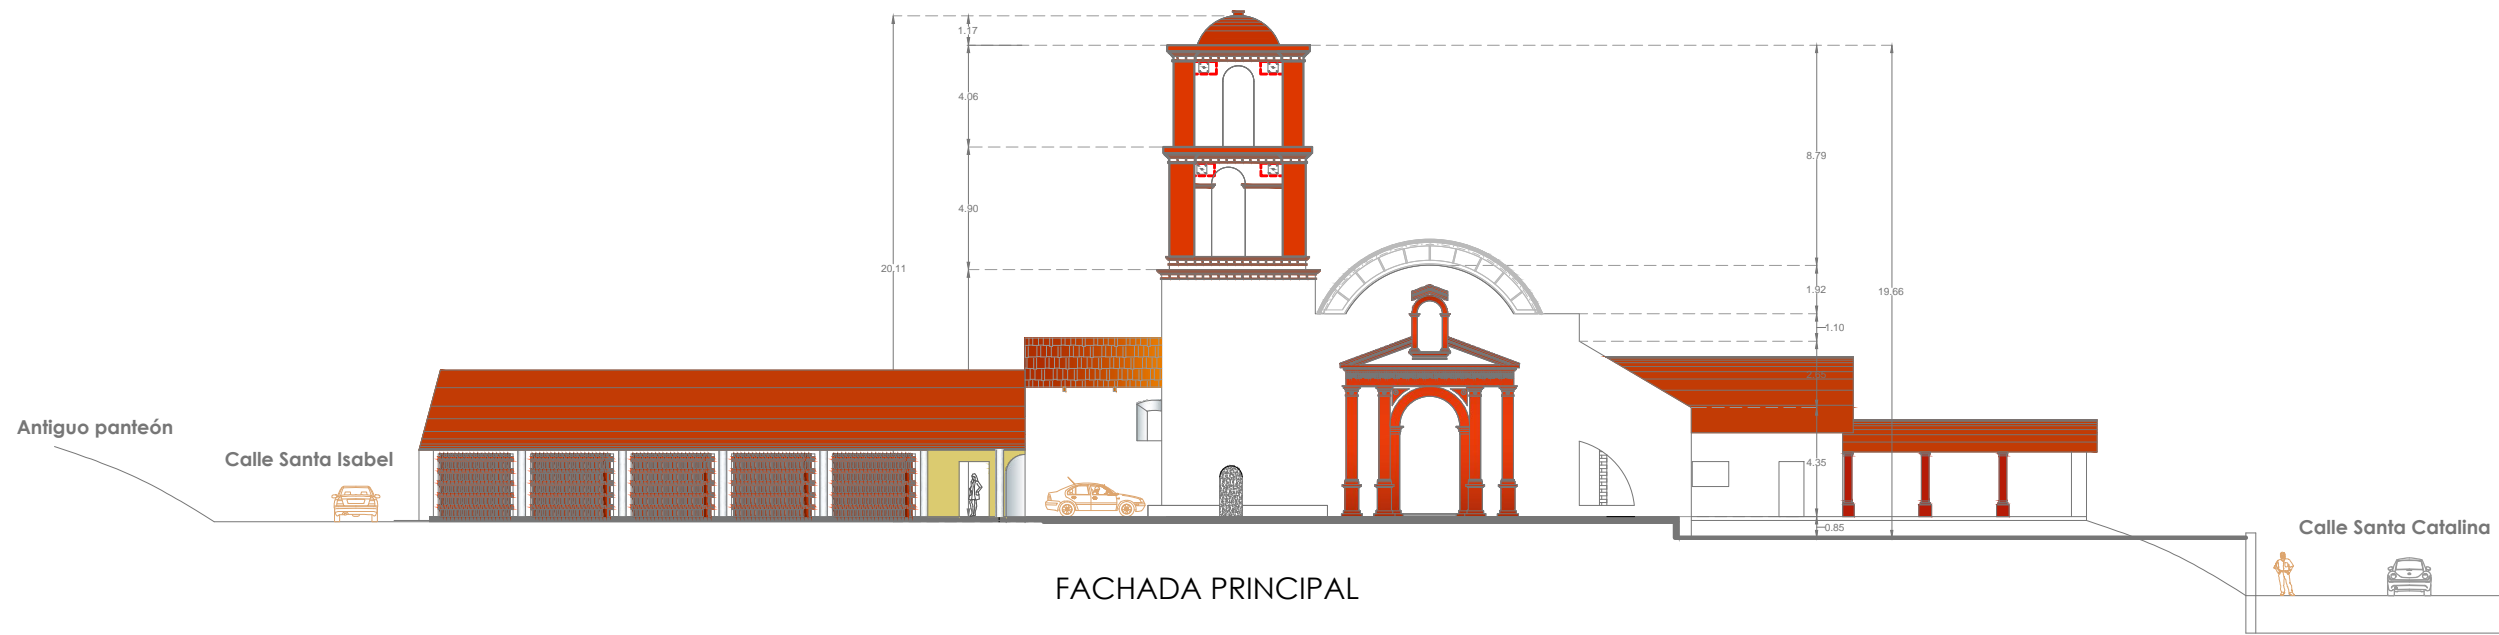 1.17
4.06
8.79
4.90
20.11
1.92
19.66
1.10
Antiguo panteón
Calle Santa Isabel
4.35
0.85
Calle Santa Catalina
FACHADA PRINCIPAL